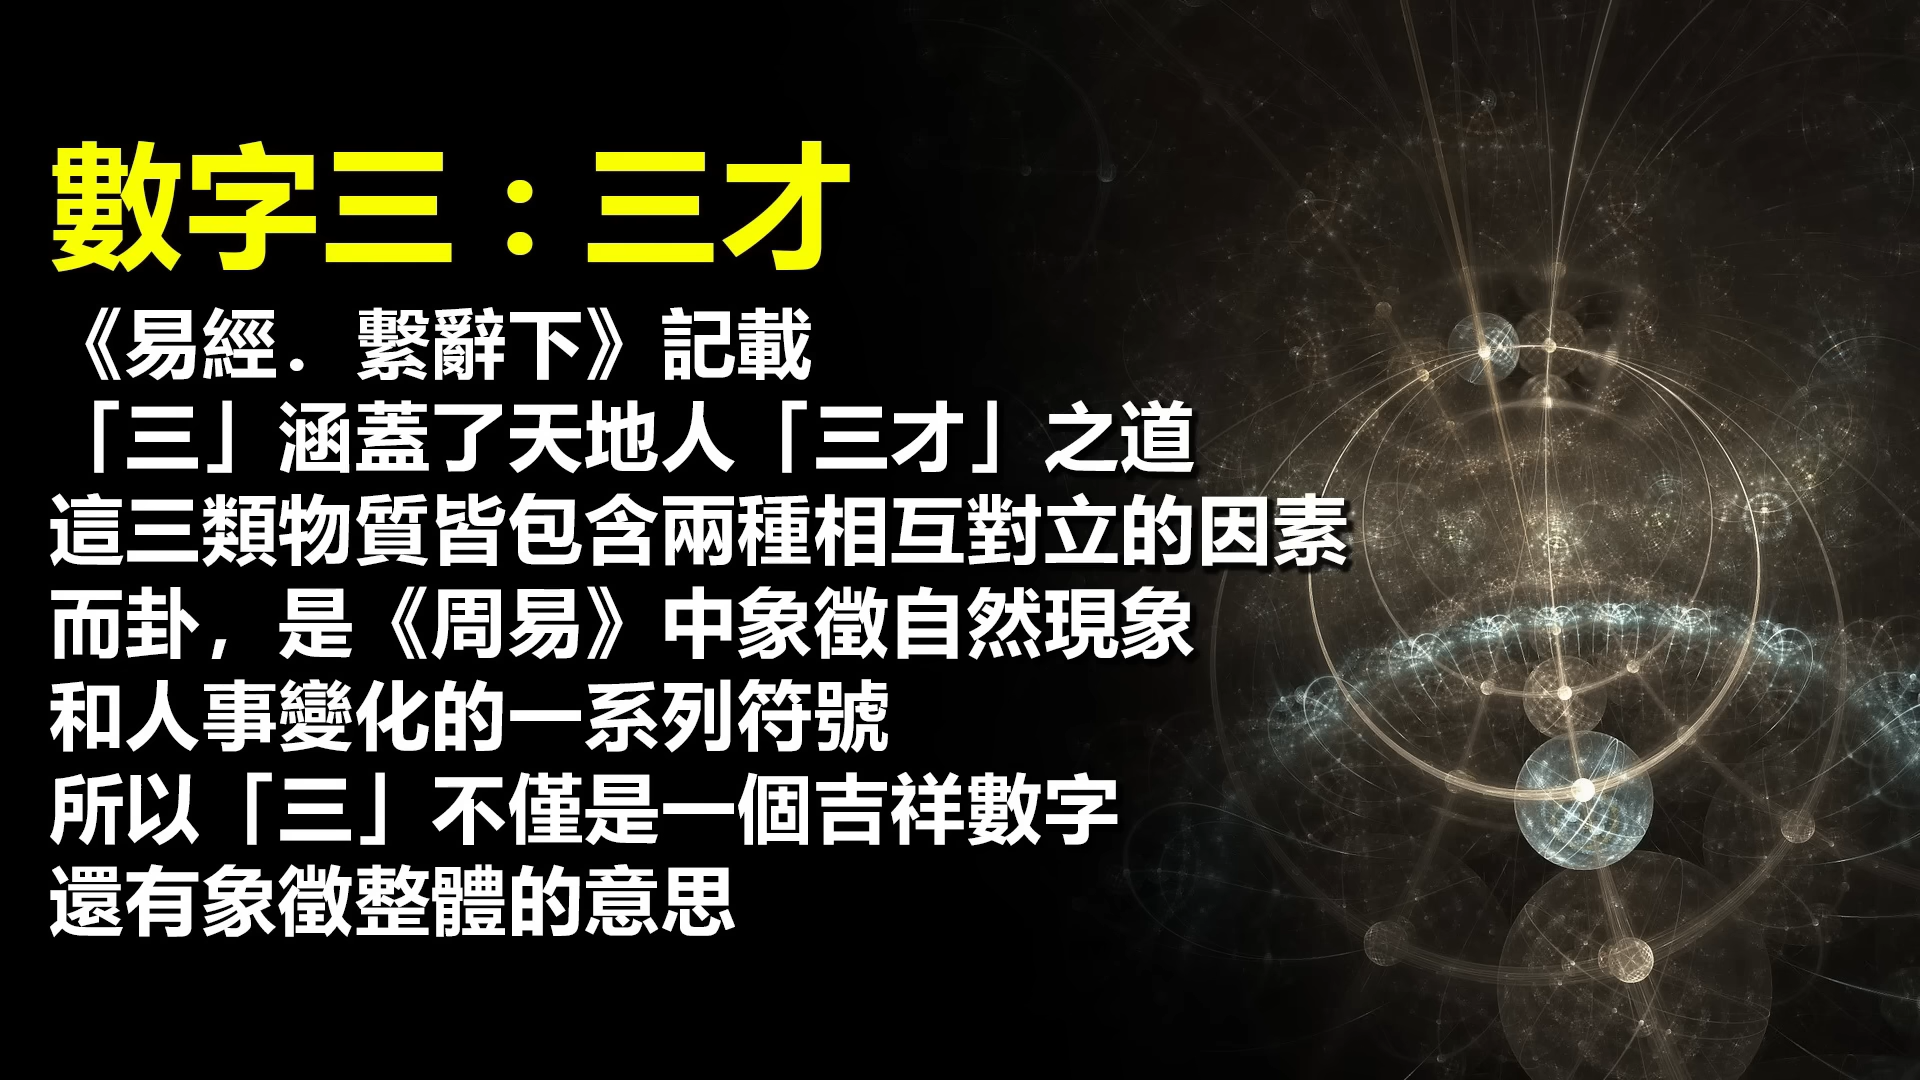 數字三：三才
《易經．繫辭下》記載
「三」涵蓋了天地人「三才」之道
這三類物質皆包含兩種相互對立的因素
而卦，是《周易》中象徵自然現象
和人事變化的一系列符號
所以「三」不僅是一個吉祥數字
還有象徵整體的意思